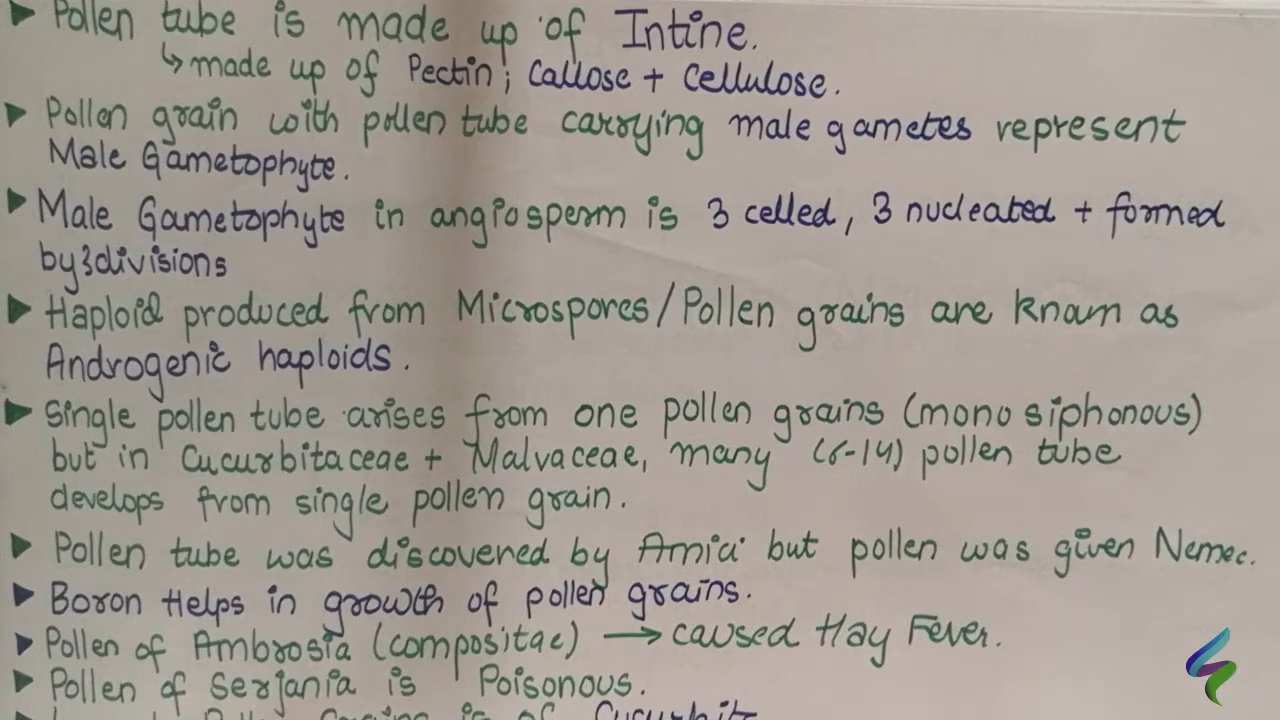 Pollen tube is made up of Intine.
↳ made up of Pectin; Callose + Cellulose.
Pollen grain with pollen tube carrying male gametes represent
Male Gametophyte.
Male Gametophyte in angiosperm is 3 celled, 3 nucleated + formed
by 3 divisions
Haploid produced from Microspores/Pollen grains are knam as
Androgenic haploids.
Single pollen tube arises from one pollen grains (mono siphonous)
but in Cucurbitaceae + Malvaceae, many (6-14) pollen tube
develops from single pollen grain.
Pollen tube was discovered by Amici but pollen was given Nemec.
Boron Helps in growth of pollen grains.
Pollen of Ambrosia (compositae) → caused Hay Fever.
Pollen of Serjania is Poisonous.